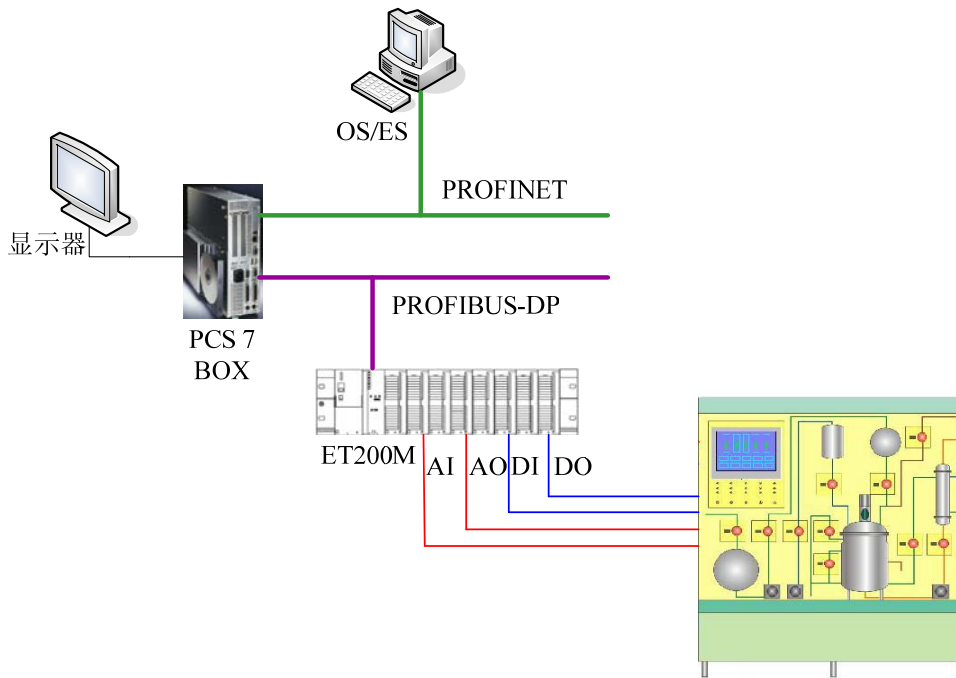 OS/ES
PROFINET
显示器
PROFIBUS-DP
PCS 7
BOX
ET200M
AI
AO
DI
DO